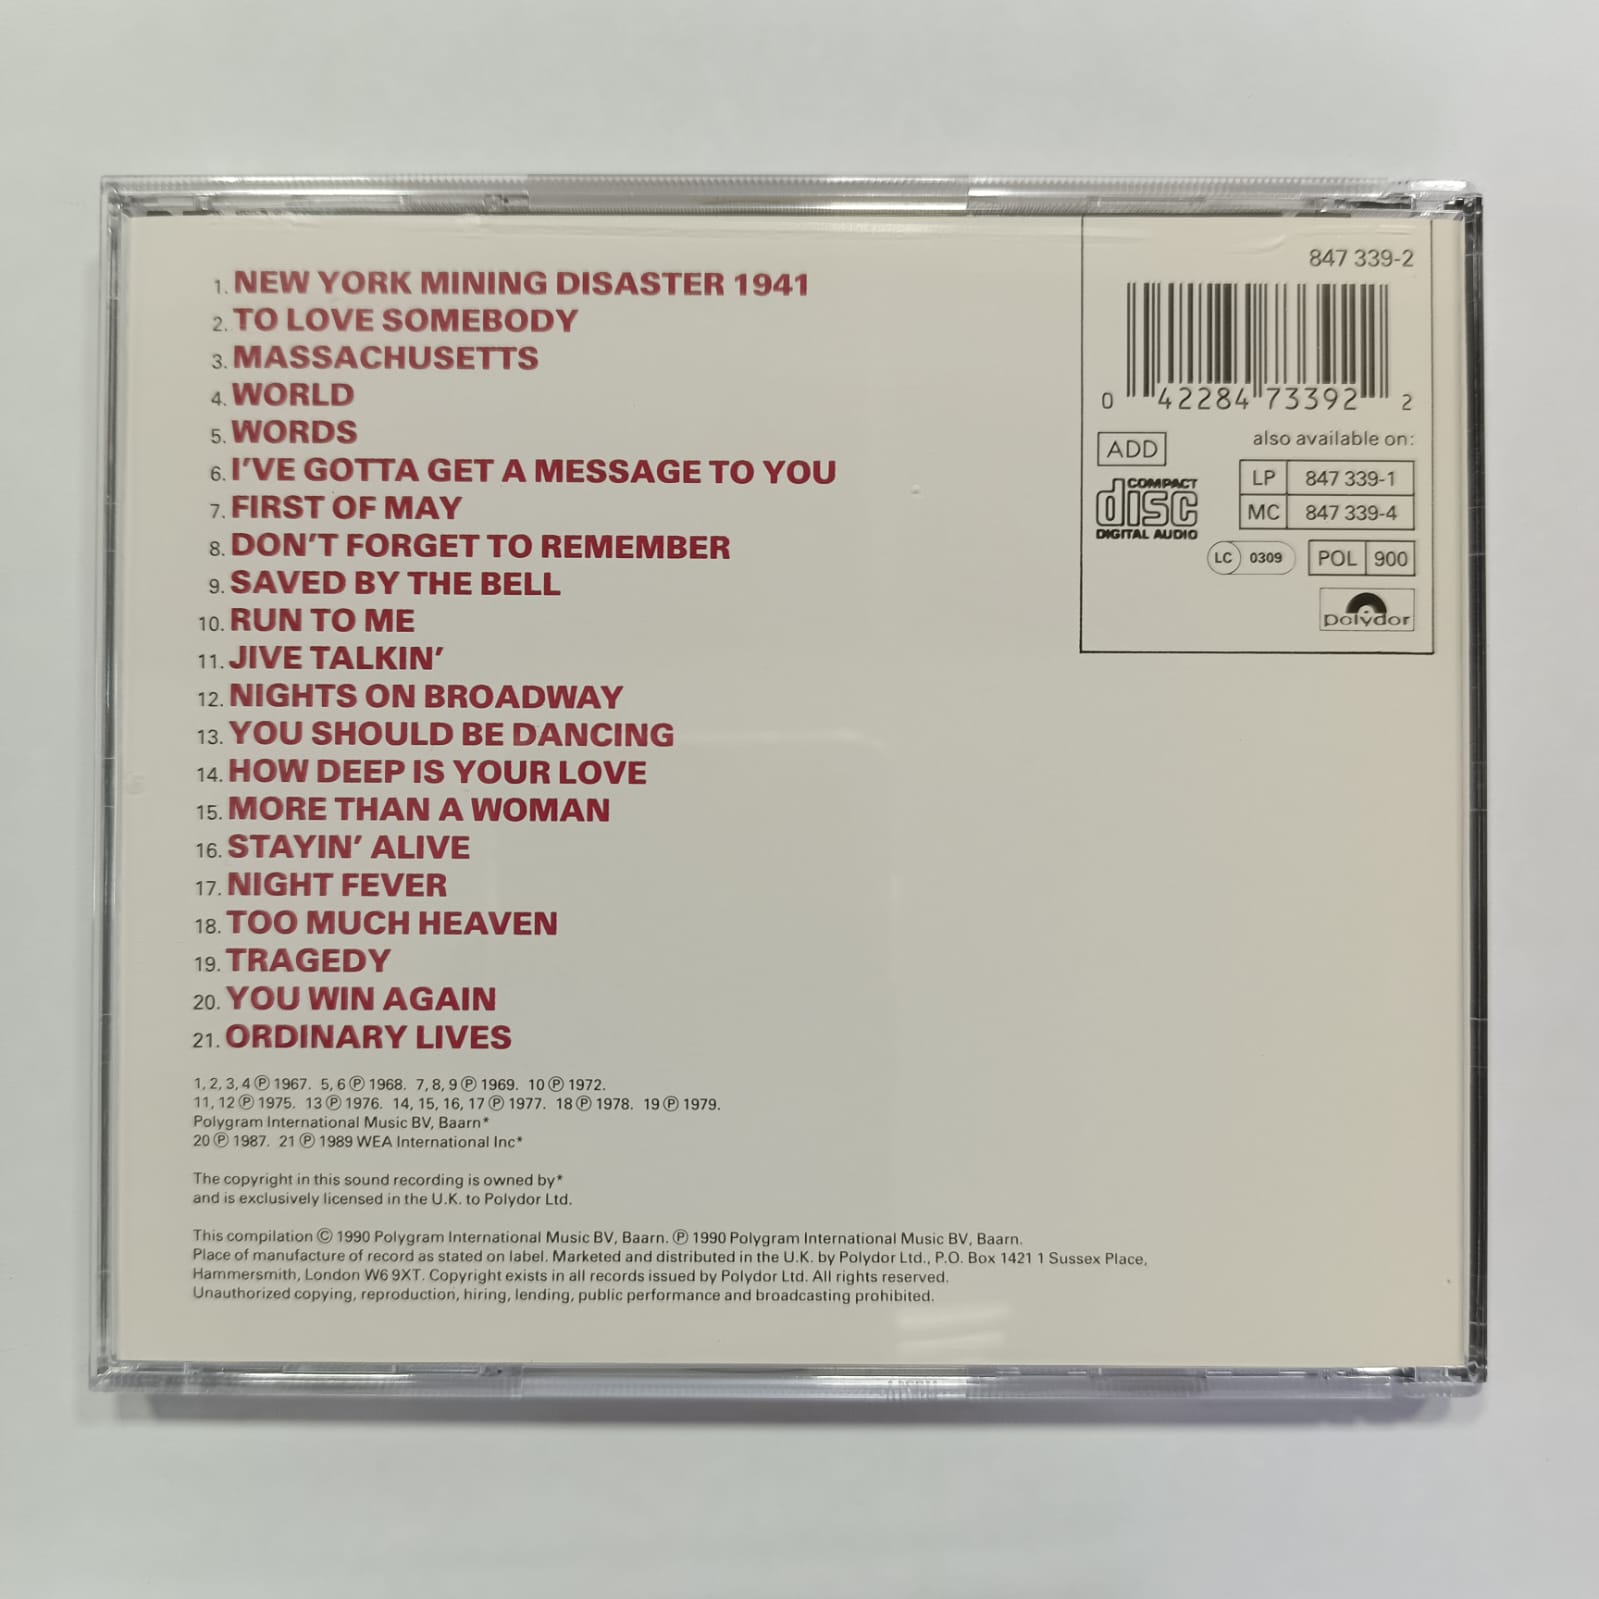 1. NEW YORK MINING DISASTER 1941
2. TO LOVE SOMEBODY
3. MASSACHUSETTS
4. WORLD
5. WORDS
6. I'VE GOTTA GET A MESSAGE TO YOU
7. FIRST OF MAY
8. DON'T FORGET TO REMEMBER
9. SAVED BY THE BELL
10. RUN TO ME
11. JIVE TALKIN'
12. NIGHTS ON BROADWAY
13. YOU SHOULD BE DANCING
14. HOW DEEP IS YOUR LOVE
15. MORE THAN A WOMAN
16. STAYIN' ALIVE
17. NIGHT FEVER
18. TOO MUCH HEAVEN
19. TRAGEDY
20. YOU WIN AGAIN
21. ORDINARY LIVES
1, 2, 3, 4 ℗ 1967. 5, 6 ℗ 1968. 7, 8, 9 ℗ 1969. 10 ℗ 1972.
11, 12 ℗ 1975. 13 ℗ 1976. 14, 15, 16, 17 ℗ 1977. 18 ℗ 1978. 19 ℗ 1979.
Polygram International Music BV, Baarn*
20 ℗ 1987. 21 ℗ 1989 WEA International Inc*
The copyright in this sound recording is owned by*
and is exclusively licensed in the U.K. to Polydor Ltd.
This compilation © 1990 Polygram International Music BV, Baarn. ℗ 1990 Polygram International Music BV, Baarn.
Place of manufacture of record as stated on label. Marketed and distributed in the U.K. by Polydor Ltd., P.O. Box 1421 1 Sussex Place,
Hammersmith, London W6 9XT. Copyright exists in all records issued by Polydor Ltd. All rights reserved.
Unauthorized copying, reproduction, hiring, lending, public performance and broadcasting prohibited.
847 339-2
0 42284 73392 2
ADD
also available on:
COMPACT
disc
DIGITAL AUDIO
LP 847 339-1
MC 847 339-4
LC 0309
POL 900
polydor